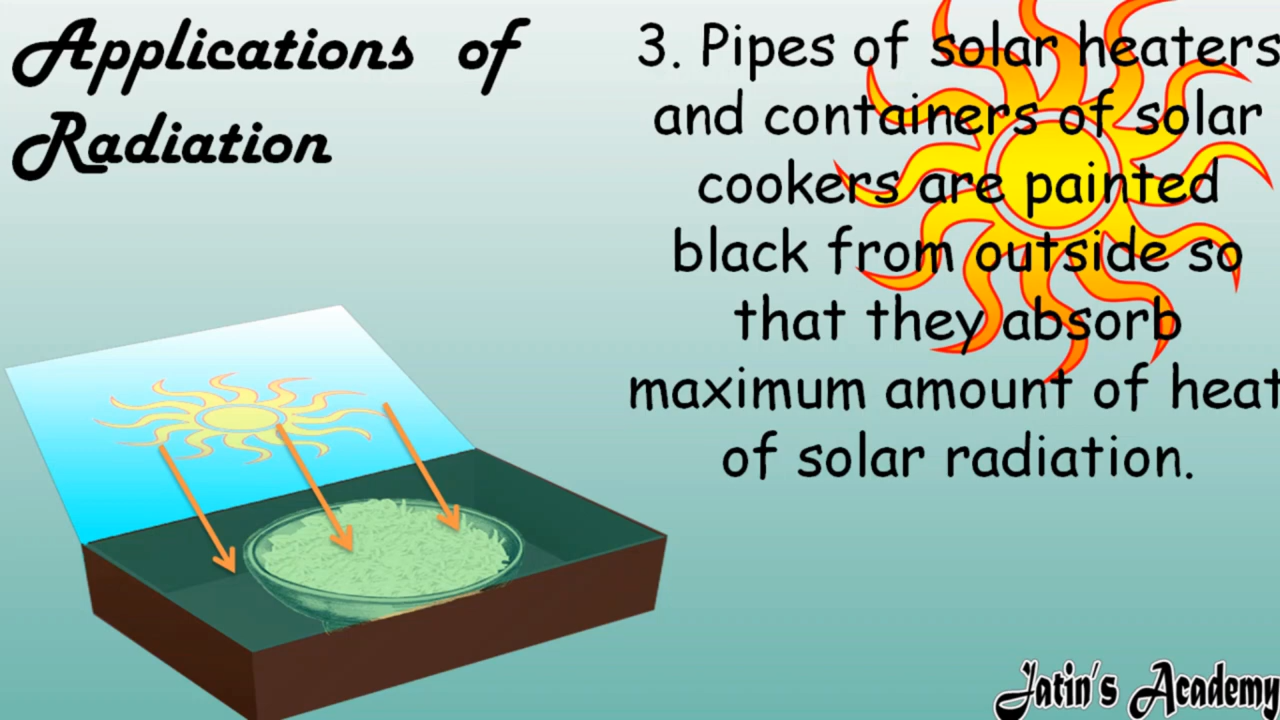 Applications of
Radiation
3. Pipes of solar heaters
and containers of solar
cookers are painted
black from outside so
that they absorb
maximum amount of heat
of solar radiation.
Jatin's Academy